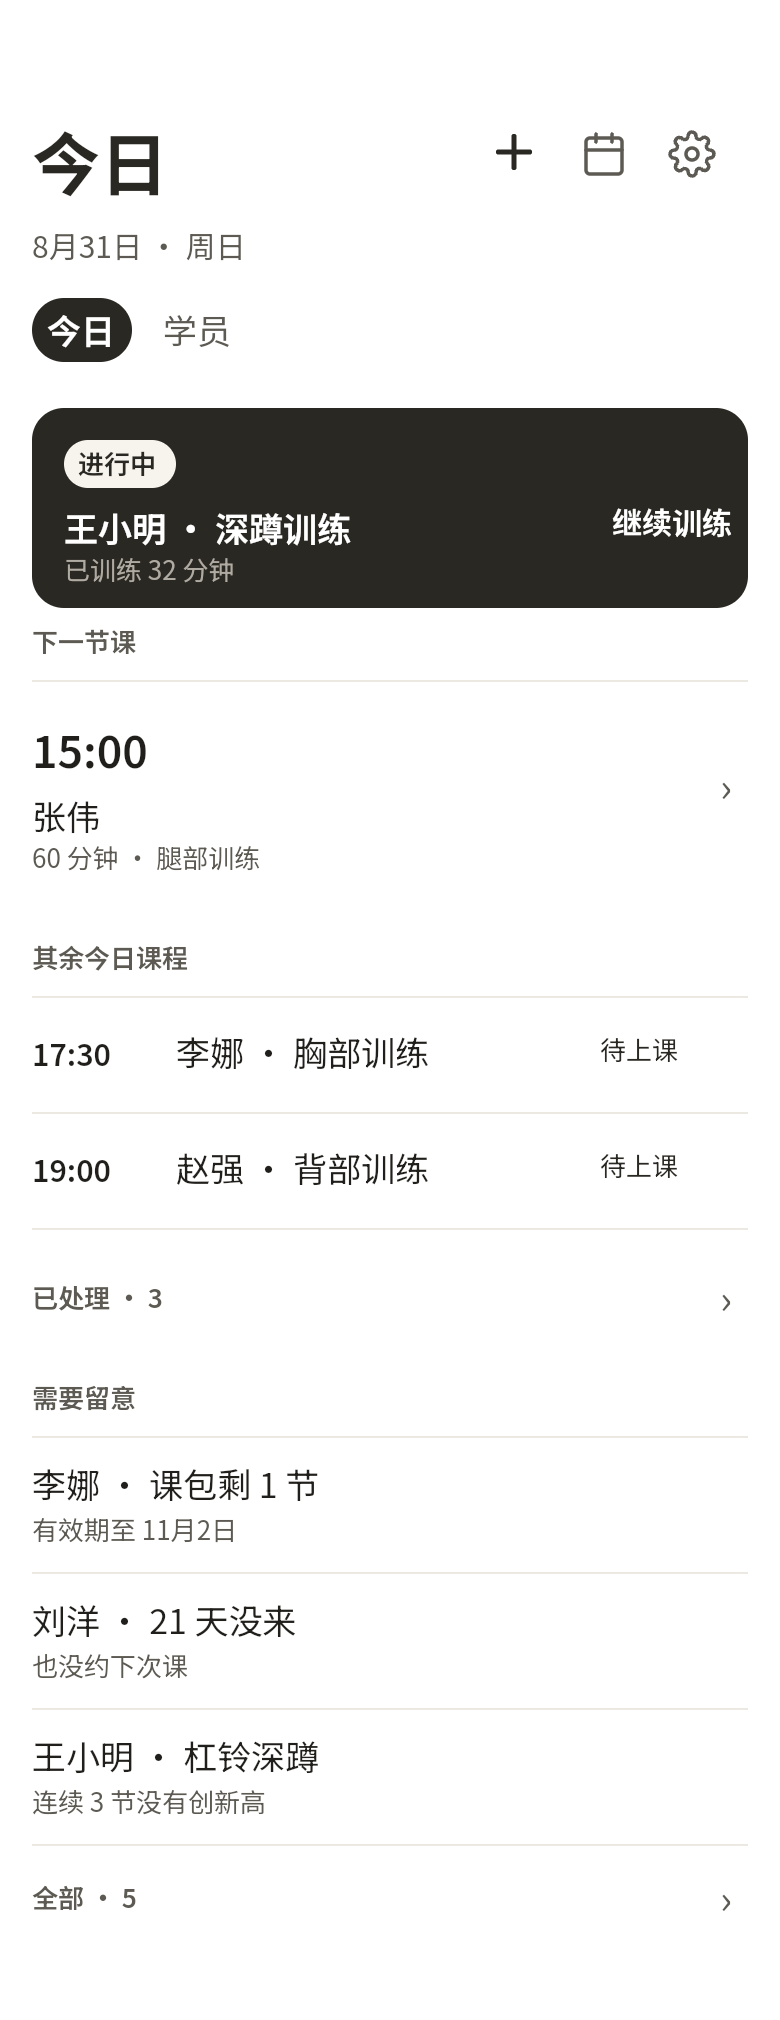 今日
8月31日 · 周日
今日 学员
进行中
王小明 · 深蹲训练
继续训练
已训练 32 分钟
下一节课
15:00
张伟
60 分钟 · 腿部训练
其余今日课程
17:30 李娜 · 胸部训练 待上课
19:00 赵强 · 背部训练 待上课
已处理 · 3
需要留意
李娜 · 课包剩 1 节
有效期至 11月2日
刘洋 · 21 天没来
也没约下次课
王小明 · 杠铃深蹲
连续 3 节没有创新高
全部 · 5